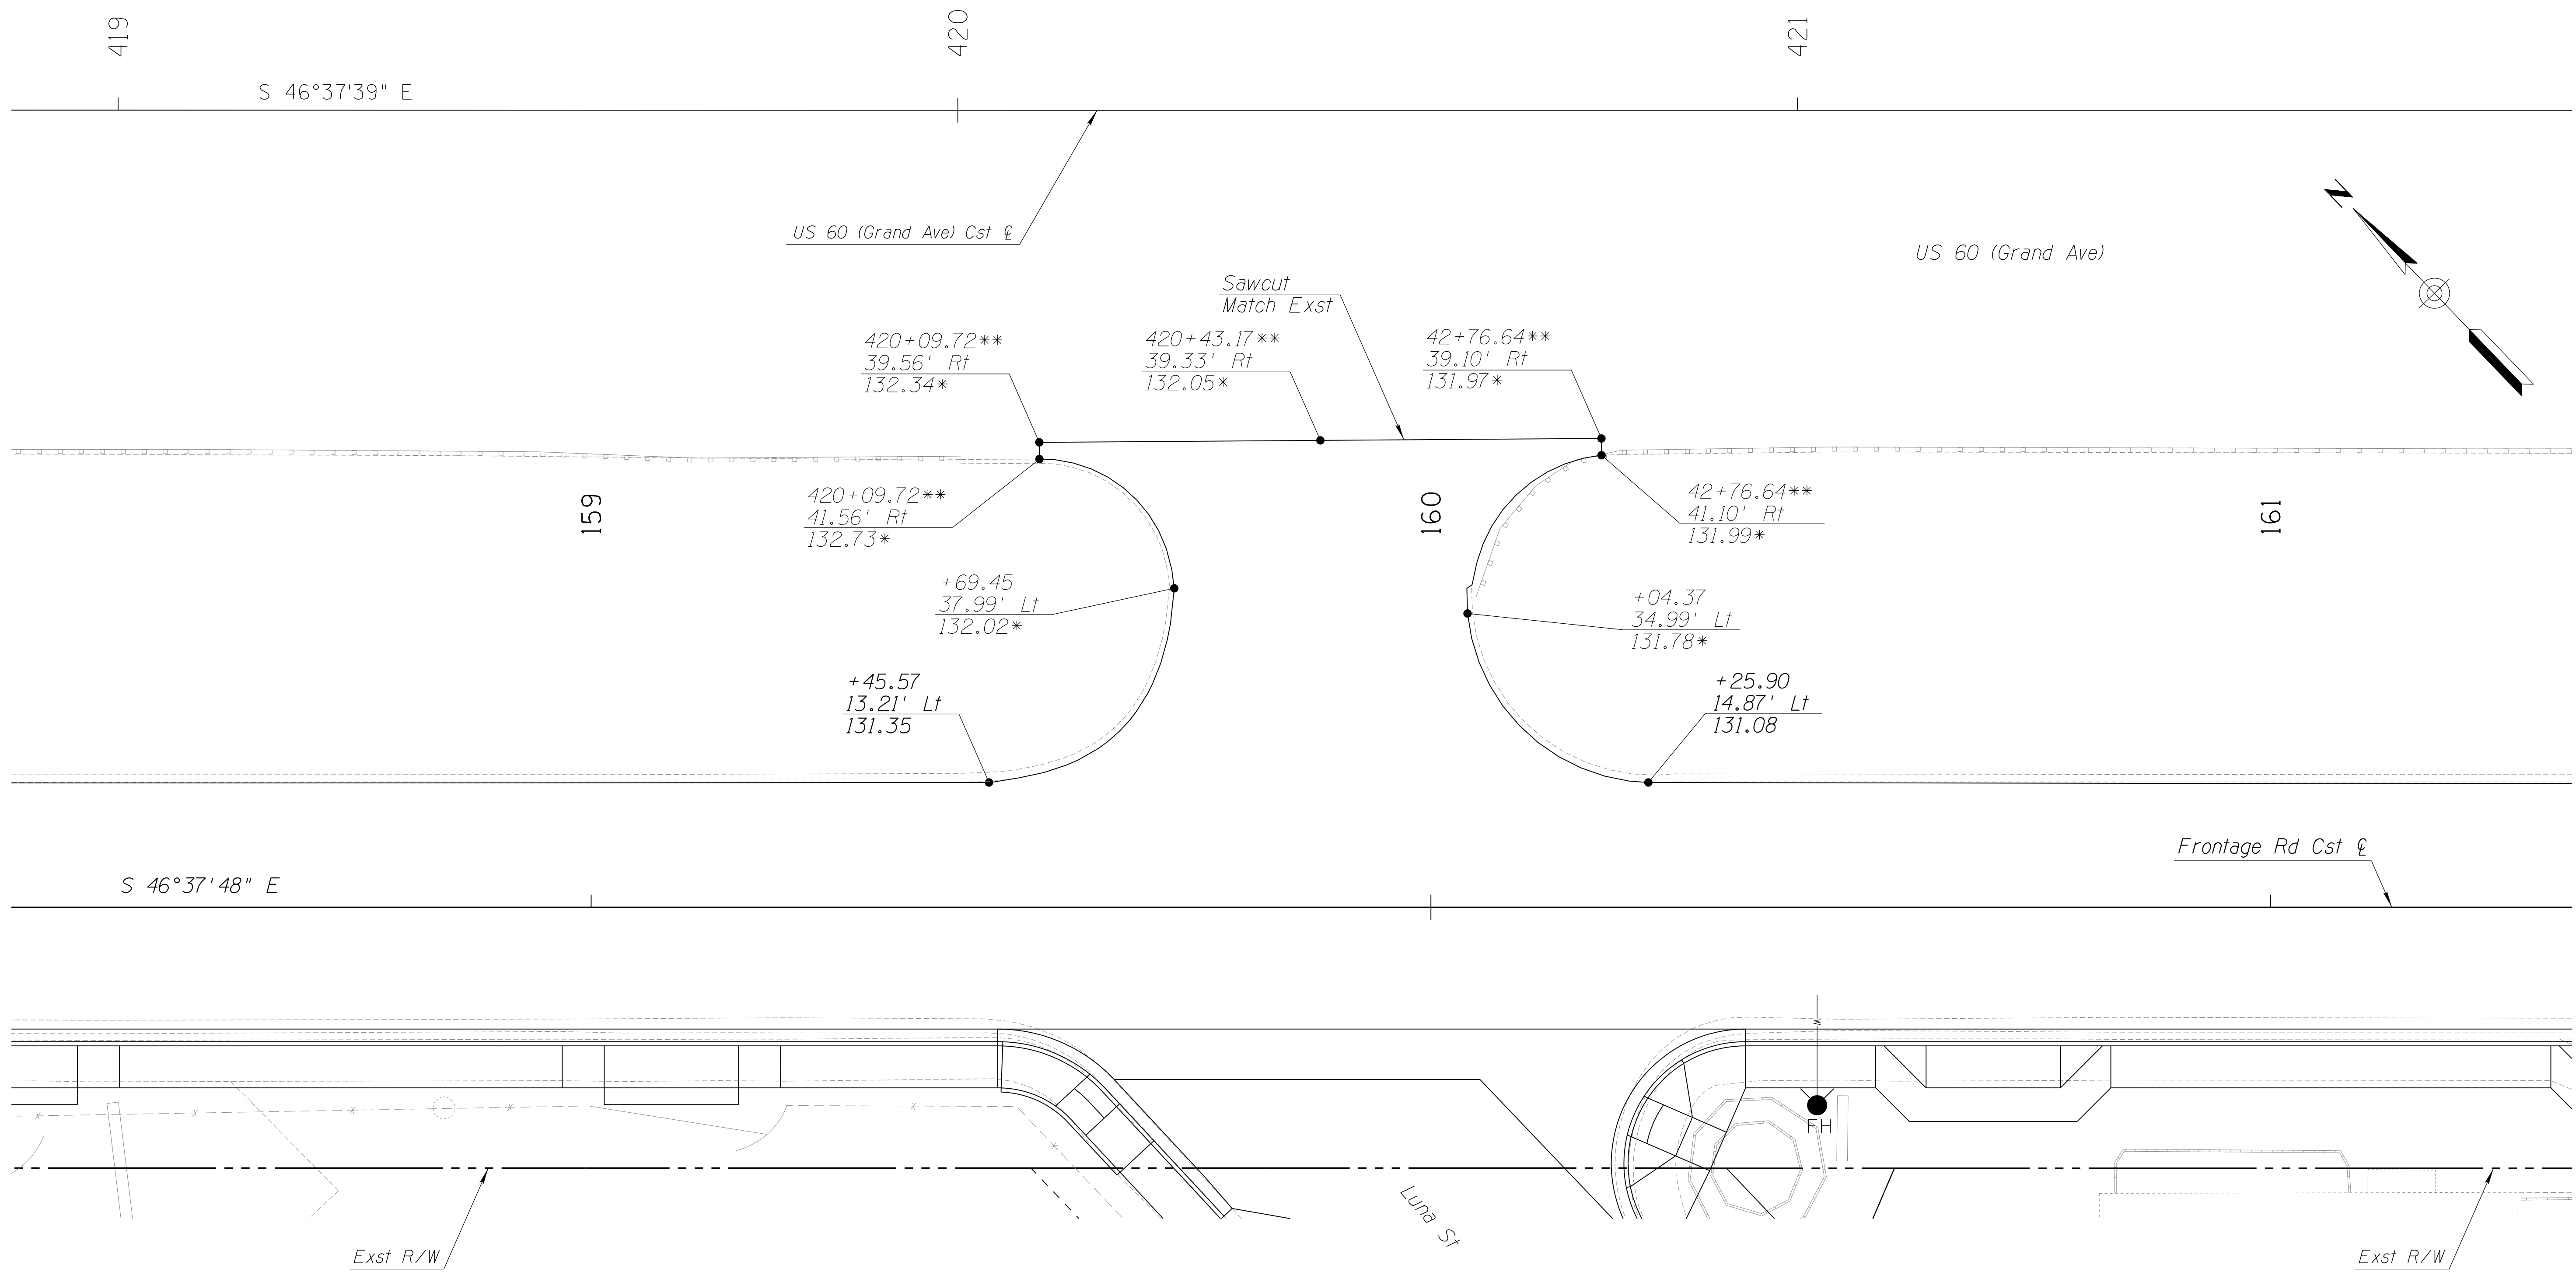 419
420
421
S 46°37'39" E
US 60 (Grand Ave) Cst ℄
US 60 (Grand Ave)
N
Sawcut
Match Exst
420+09.72**
39.56' Rt
132.34*
420+43.17**
39.33' Rt
132.05*
42+76.64**
39.10' Rt
131.97*
159
160
161
420+09.72**
41.56' Rt
132.73*
42+76.64**
41.10' Rt
131.99*
+69.45
37.99' Lt
132.02*
+04.37
34.99' Lt
131.78*
+45.57
13.21' Lt
131.35
+25.90
14.87' Lt
131.08
Frontage Rd Cst ℄
S 46°37'48" E
W
FH
Luna St
Exst R/W
Exst R/W